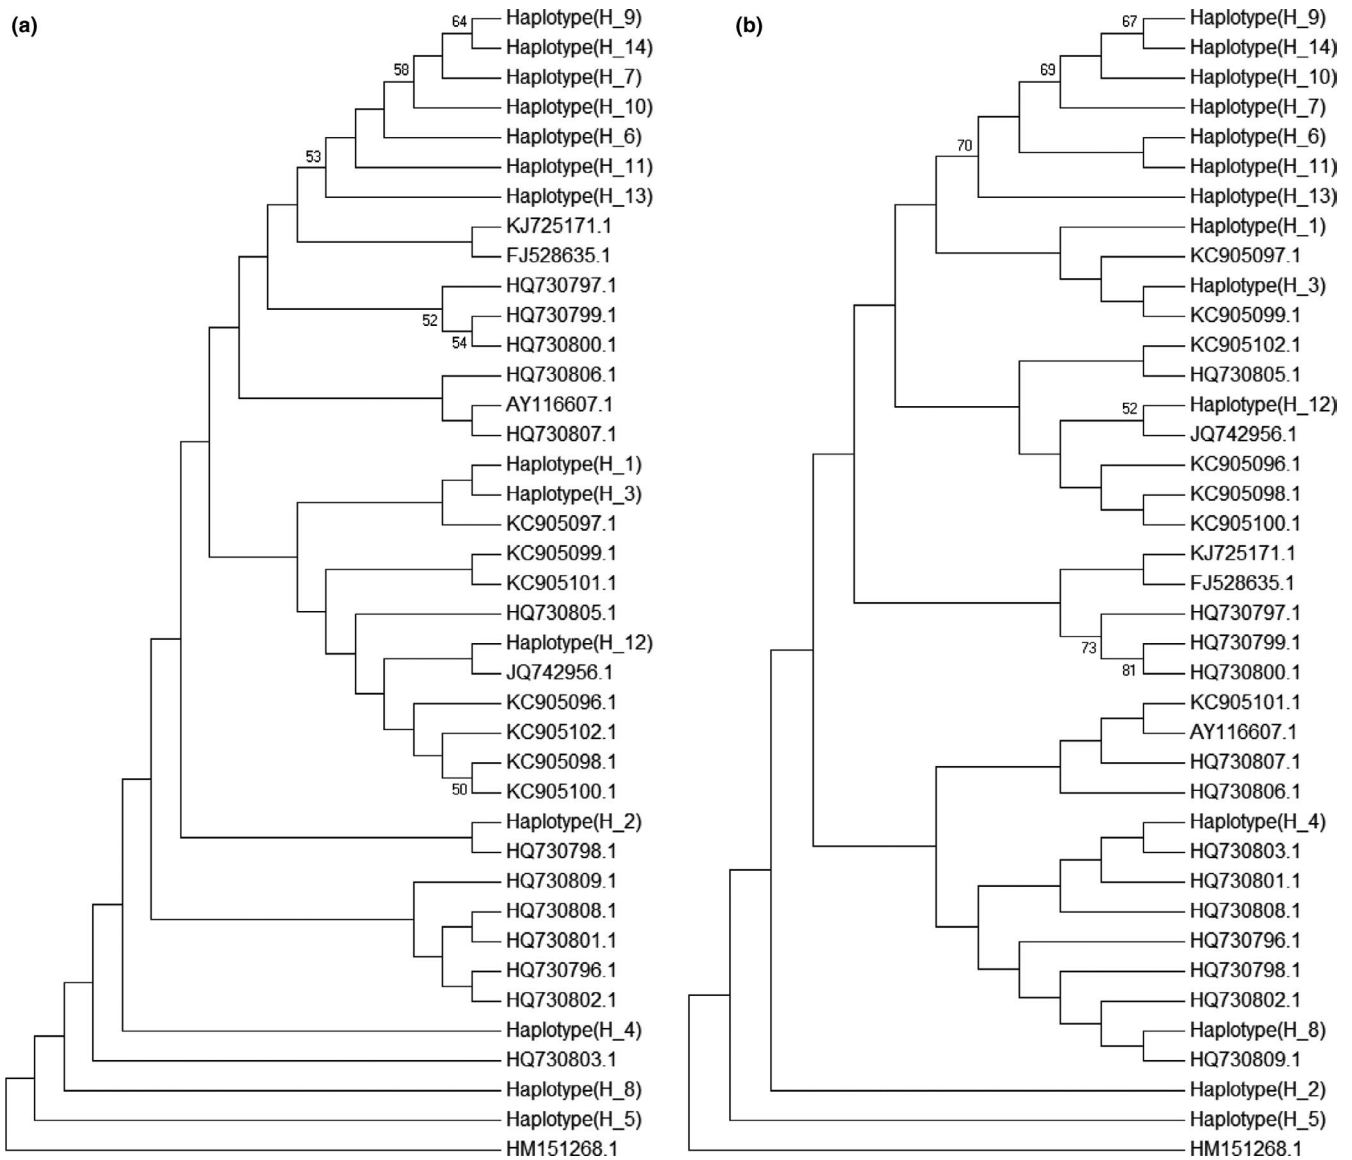 (a)
64
Haplotype(H_9)
Haplotype(H_14)
58
Haplotype(H_7)
Haplotype(H_10)
Haplotype(H_6)
53
Haplotype(H_11)
Haplotype(H_13)
KJ725171.1
FJ528635.1
HQ730797.1
52
HQ730799.1
54
HQ730800.1
HQ730806.1
AY116607.1
HQ730807.1
Haplotype(H_1)
Haplotype(H_3)
KC905097.1
KC905099.1
KC905101.1
HQ730805.1
Haplotype(H_12)
JQ742956.1
KC905096.1
KC905102.1
KC905098.1
50
KC905100.1
Haplotype(H_2)
HQ730798.1
HQ730809.1
HQ730808.1
HQ730801.1
HQ730796.1
HQ730802.1
Haplotype(H_4)
HQ730803.1
Haplotype(H_8)
Haplotype(H_5)
HM151268.1
(b)
67
Haplotype(H_9)
Haplotype(H_14)
69
Haplotype(H_10)
Haplotype(H_7)
Haplotype(H_6)
70
Haplotype(H_11)
Haplotype(H_13)
Haplotype(H_1)
KC905097.1
Haplotype(H_3)
KC905099.1
KC905102.1
HQ730805.1
52
Haplotype(H_12)
JQ742956.1
KC905096.1
KC905098.1
KC905100.1
KJ725171.1
FJ528635.1
HQ730797.1
73
HQ730799.1
81
HQ730800.1
KC905101.1
AY116607.1
HQ730807.1
HQ730806.1
Haplotype(H_4)
HQ730803.1
HQ730801.1
HQ730808.1
HQ730796.1
HQ730798.1
HQ730802.1
Haplotype(H_8)
HQ730809.1
Haplotype(H_2)
Haplotype(H_5)
HM151268.1